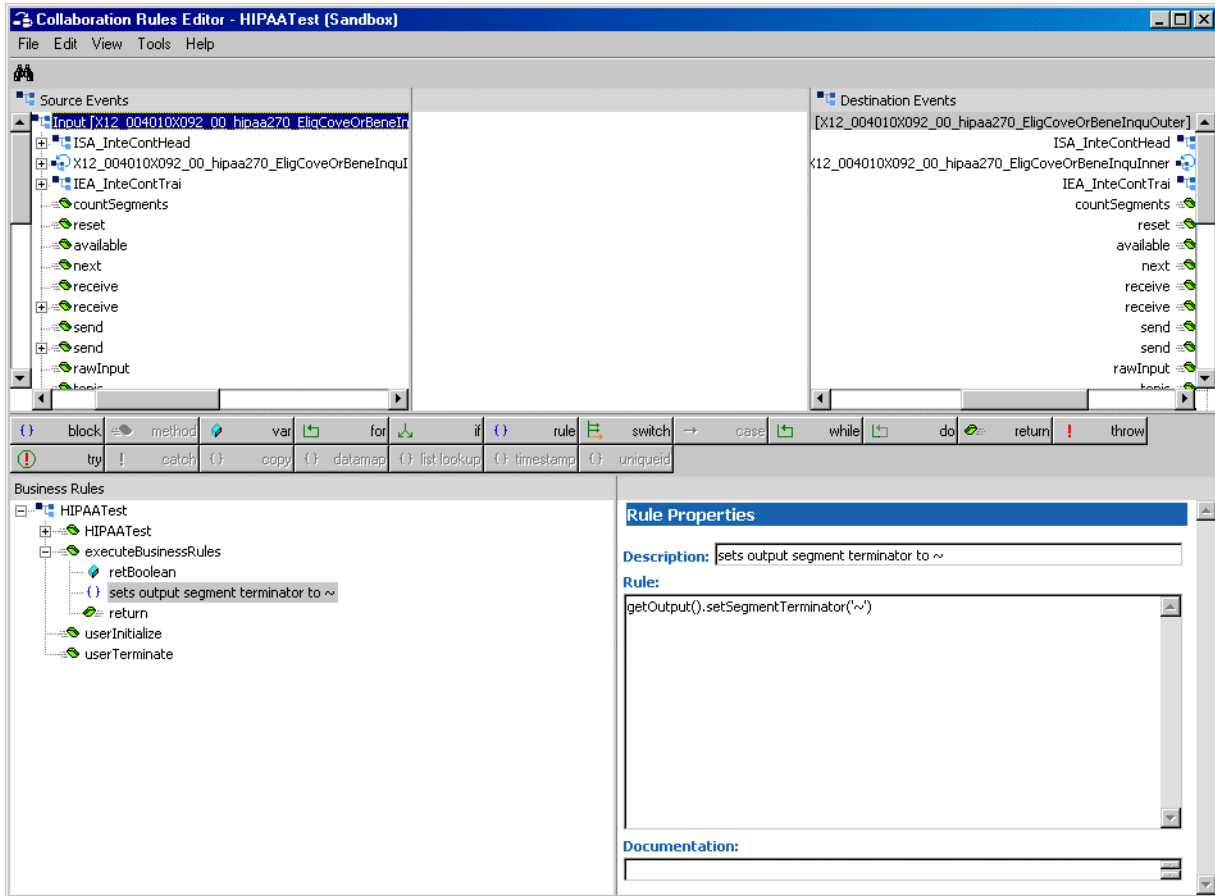 Collaboration Rules Editor - HIPAATest (Sandbox)
File Edit View Tools Help
Source Events
Input [X12_004010X092_00_hipaa270_EligCoveOrBeneIn
ISA_InteContHead
X12_004010X092_00_hipaa270_EligCoveOrBeneInquI
IEA_InteContTrai
countSegments
reset
available
next
receive
receive
send
send
rawInput
topic
Destination Events
[X12_004010X092_00_hipaa270_EligCoveOrBeneInquOuter]
ISA_InteContHead
X12_004010X092_00_hipaa270_EligCoveOrBeneInquInner
IEA_InteContTrai
countSegments
reset
available
next
receive
receive
send
send
rawInput
topic
block method var for if rule switch case while do return throw
try catch copy datamap list lookup timestamp uniqueid
Business Rules
HIPAATest
HIPAATest
executeBusinessRules
retBoolean
sets output segment terminator to ~
return
userInitialize
userTerminate
Rule Properties
Description: sets output segment terminator to ~
Rule:
getOutput().setSegmentTerminator('~')
Documentation: